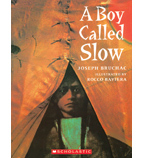 A Boy
Called Slow
JOSEPH BRUCHAC
ILLUSTRATED BY
ROCCO BAVIERA
SCHOLASTIC